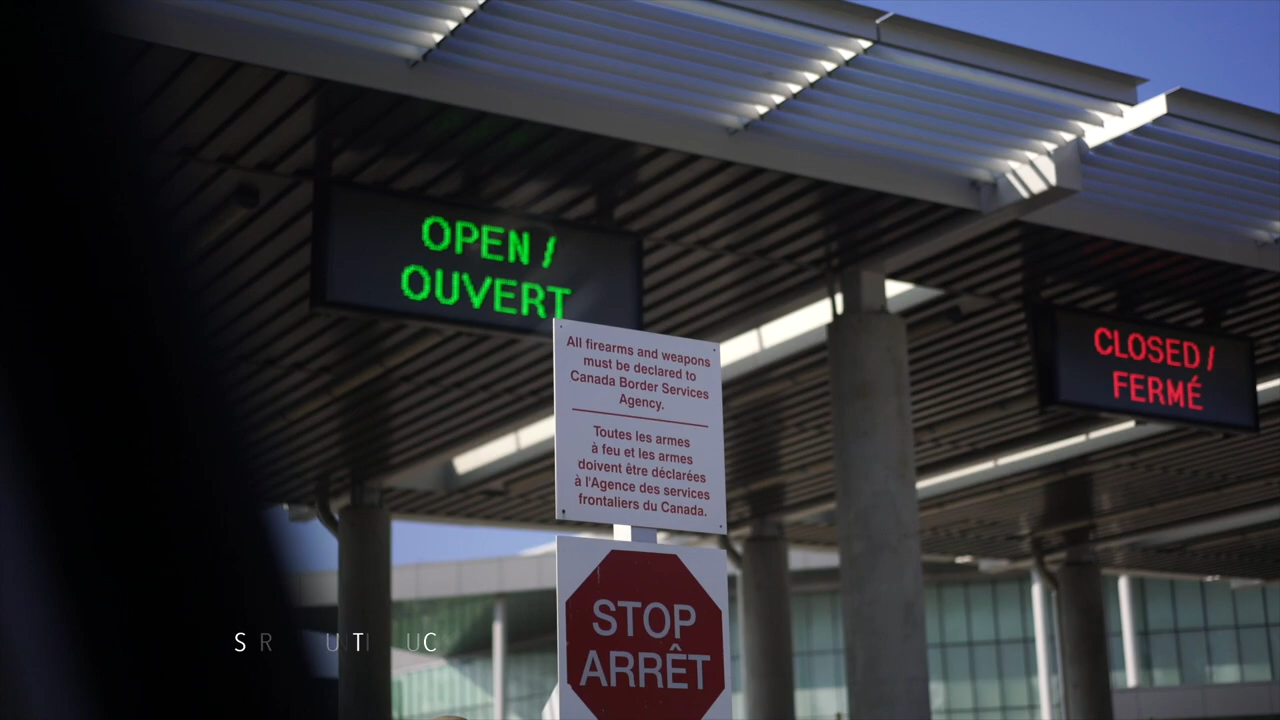 OPEN /
OUVERT
CLOSED /
FERMÉ
All firearms and weapons
must be declared to
Canada Border Services
Agency.
Toutes les armes
à feu et les armes
doivent être déclarées
à l'Agence des services
frontaliers du Canada.
STOP
ARRÊT